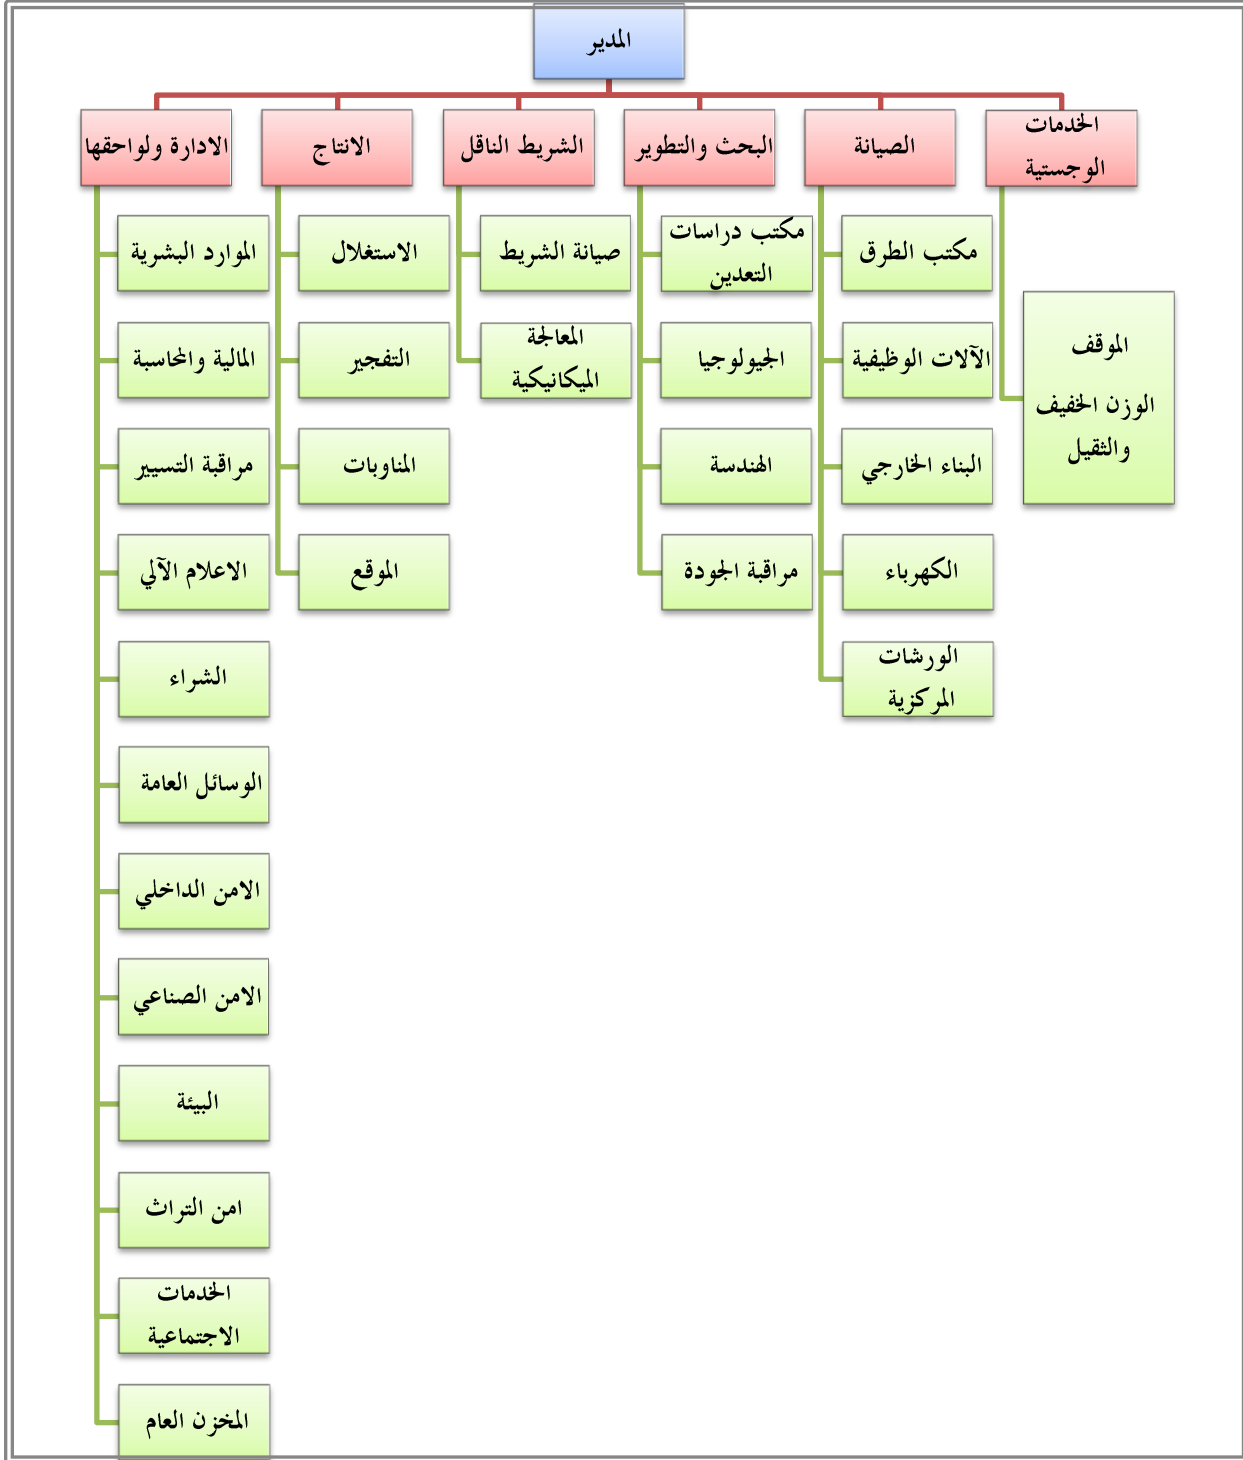 المدير
الخدمات
الوجستية
الصيانة
البحث والتطوير
الشريط الناقل
الانتاج
الادارة ولواحقها
الموقف
الوزن الخفيف
والثقيل
مكتب الطرق
الآلات الوظيفية
البناء الخارجي
الكهرباء
الورشات
المركزية
مكتب دراسات
التعدين
الجيولوجيا
الهندسة
مراقبة الجودة
صيانة الشريط
المعالجة
الميكانيكية
الاستغلال
التفجير
المناوبات
الموقع
الموارد البشرية
المالية والمحاسبة
مراقبة التسيير
الاعلام الآلي
الشراء
الوسائل العامة
الامن الداخلي
الامن الصناعي
البيئة
امن التراث
الخدمات
الاجتماعية
المخزن العام